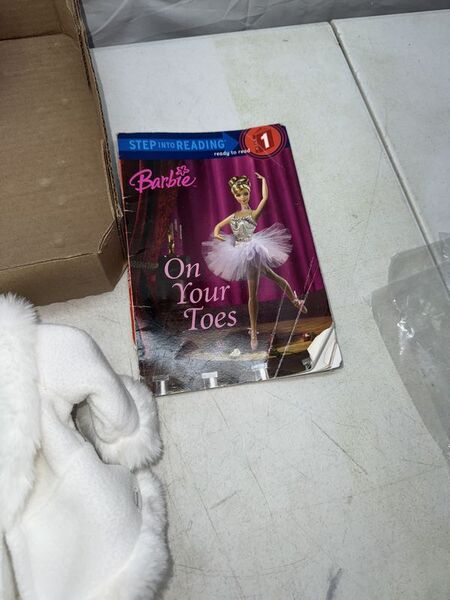 STEP INTO READING
ready to read
1
Barbie
On
Your
Toes